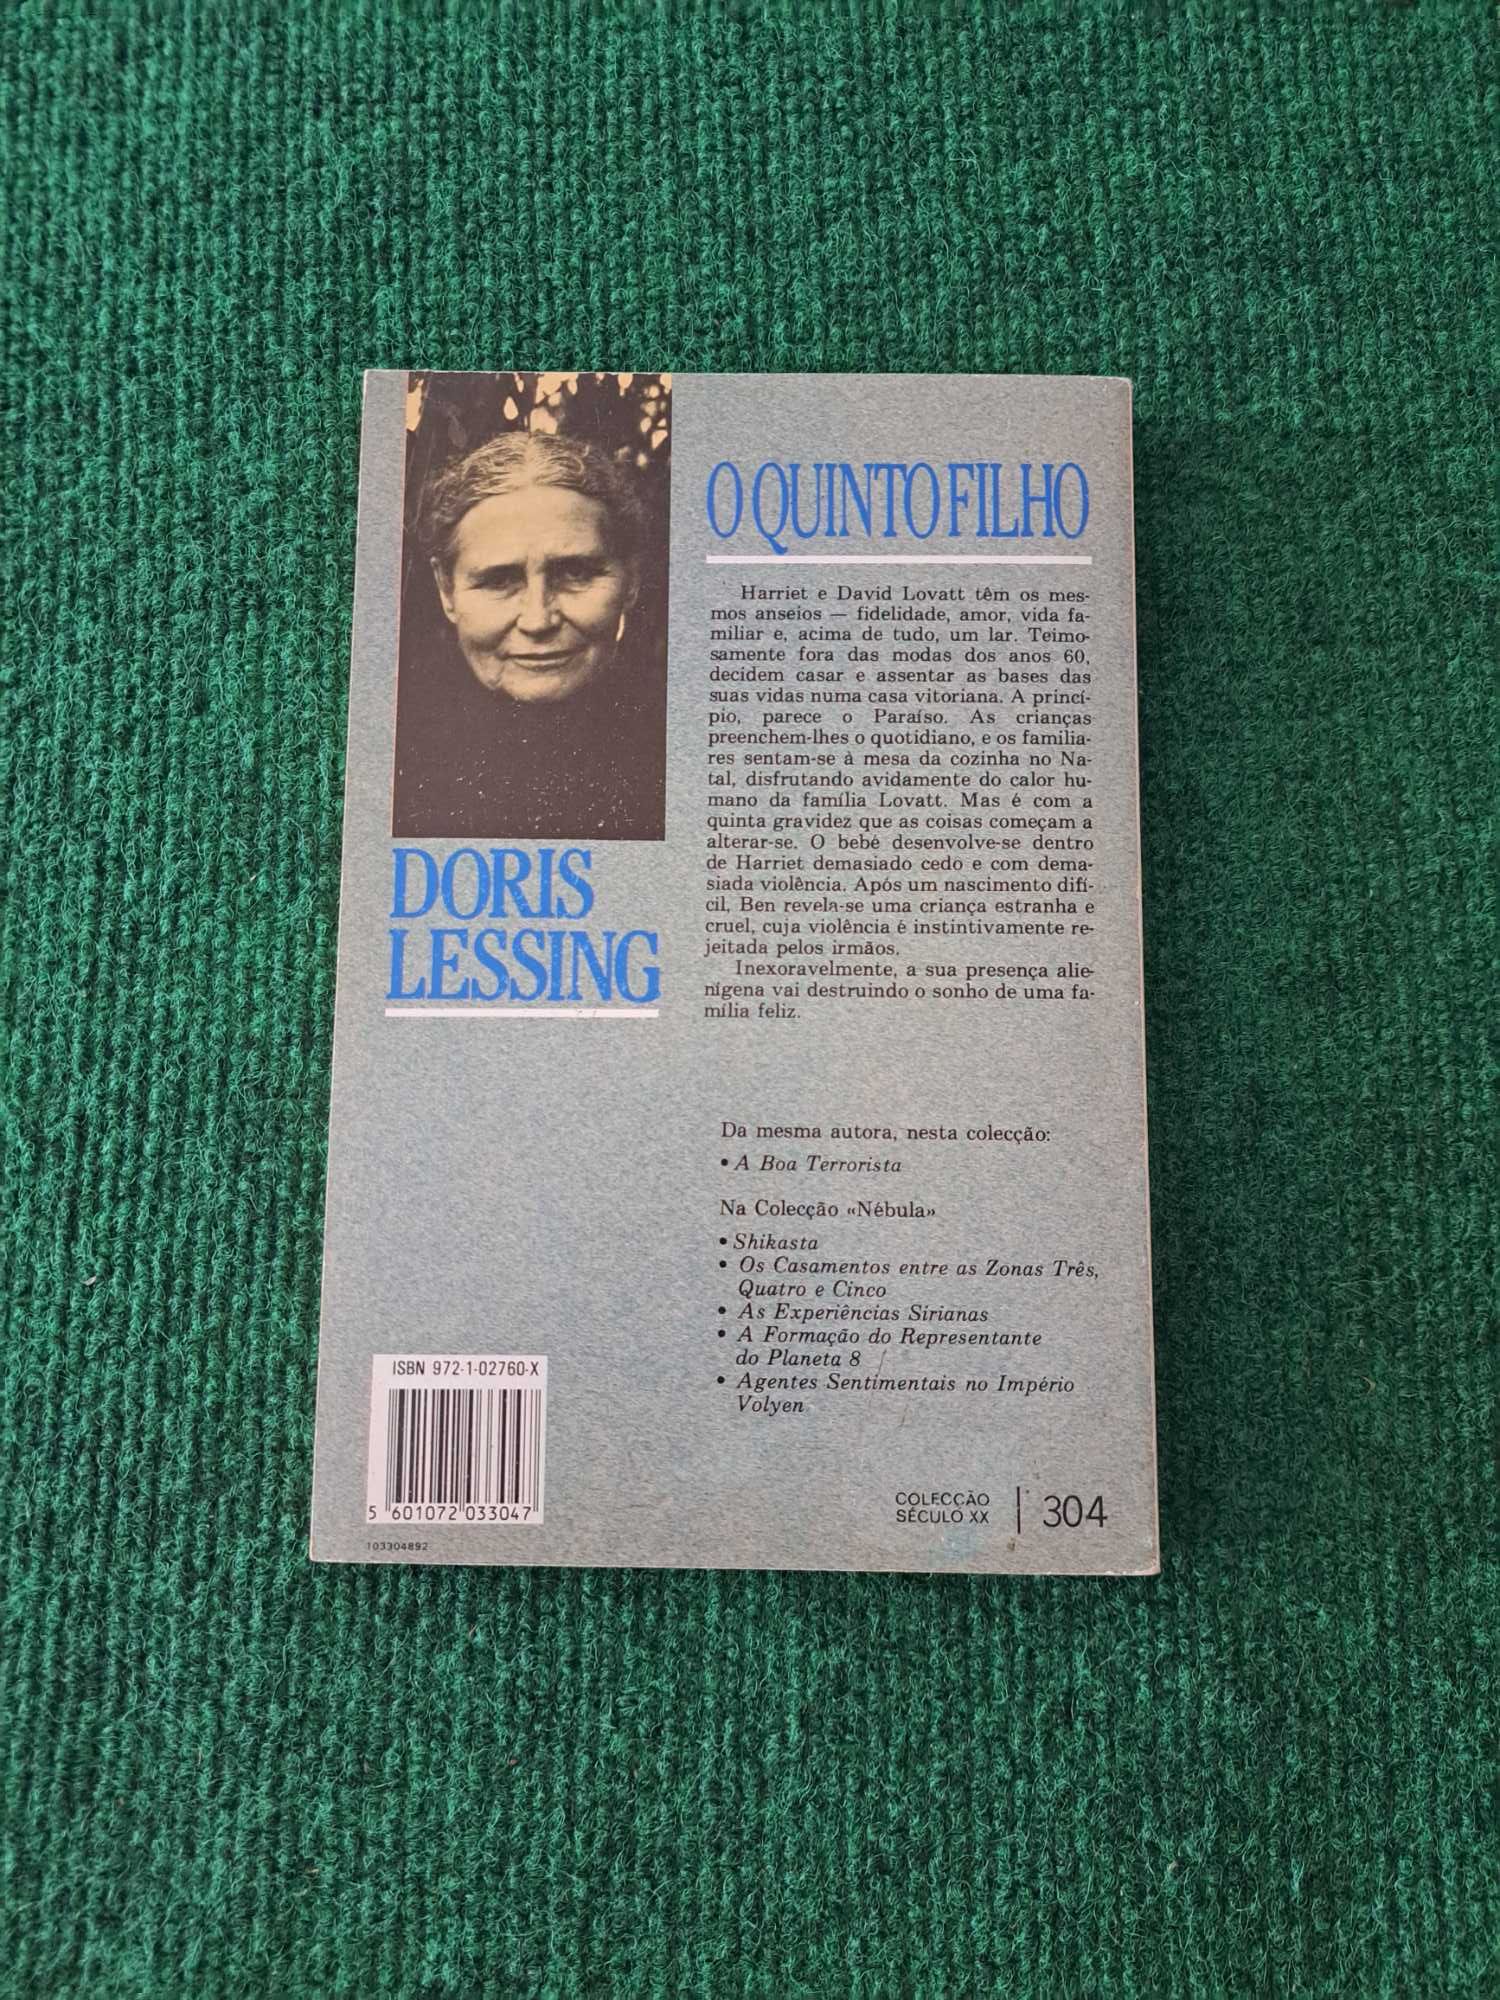 DORIS
LESSING
O QUINTO FILHO
Harriet e David Lovatt têm os mes-
mos anseios — fidelidade, amor, vida fa-
miliar e, acima de tudo, um lar. Teimo-
samente fora das modas dos anos 60,
decidem casar e assentar as bases das
suas vidas numa casa vitoriana. A princí-
pio, parece o Paraíso. As crianças
preenchem-lhes o quotidiano, e os familia-
res sentam-se à mesa da cozinha no Na-
tal, disfrutando avidamente do calor hu-
mano da família Lovatt. Mas é com a
quinta gravidez que as coisas começam a
alterar-se. O bebé desenvolve-se dentro
de Harriet demasiado cedo e com dema-
siada violência. Após um nascimento difí-
cil, Ben revela-se uma criança estranha e
cruel, cuja violência é instintivamente re-
jeitada pelos irmãos.
Inexoravelmente, a sua presença alie-
nígena vai destruindo o sonho de uma fa-
mília feliz.
Da mesma autora, nesta colecção:
• A Boa Terrorista
Na Colecção «Nébula»
• Shikasta
• Os Casamentos entre as Zonas Três,
Quatro e Cinco
• As Experiências Sirianas
• A Formação do Representante
do Planeta 8
• Agentes Sentimentais no Império
Volyen
ISBN 972-1-02760-X
5 601072 033047
103304892
COLECÇÃO
SÉCULO XX
304